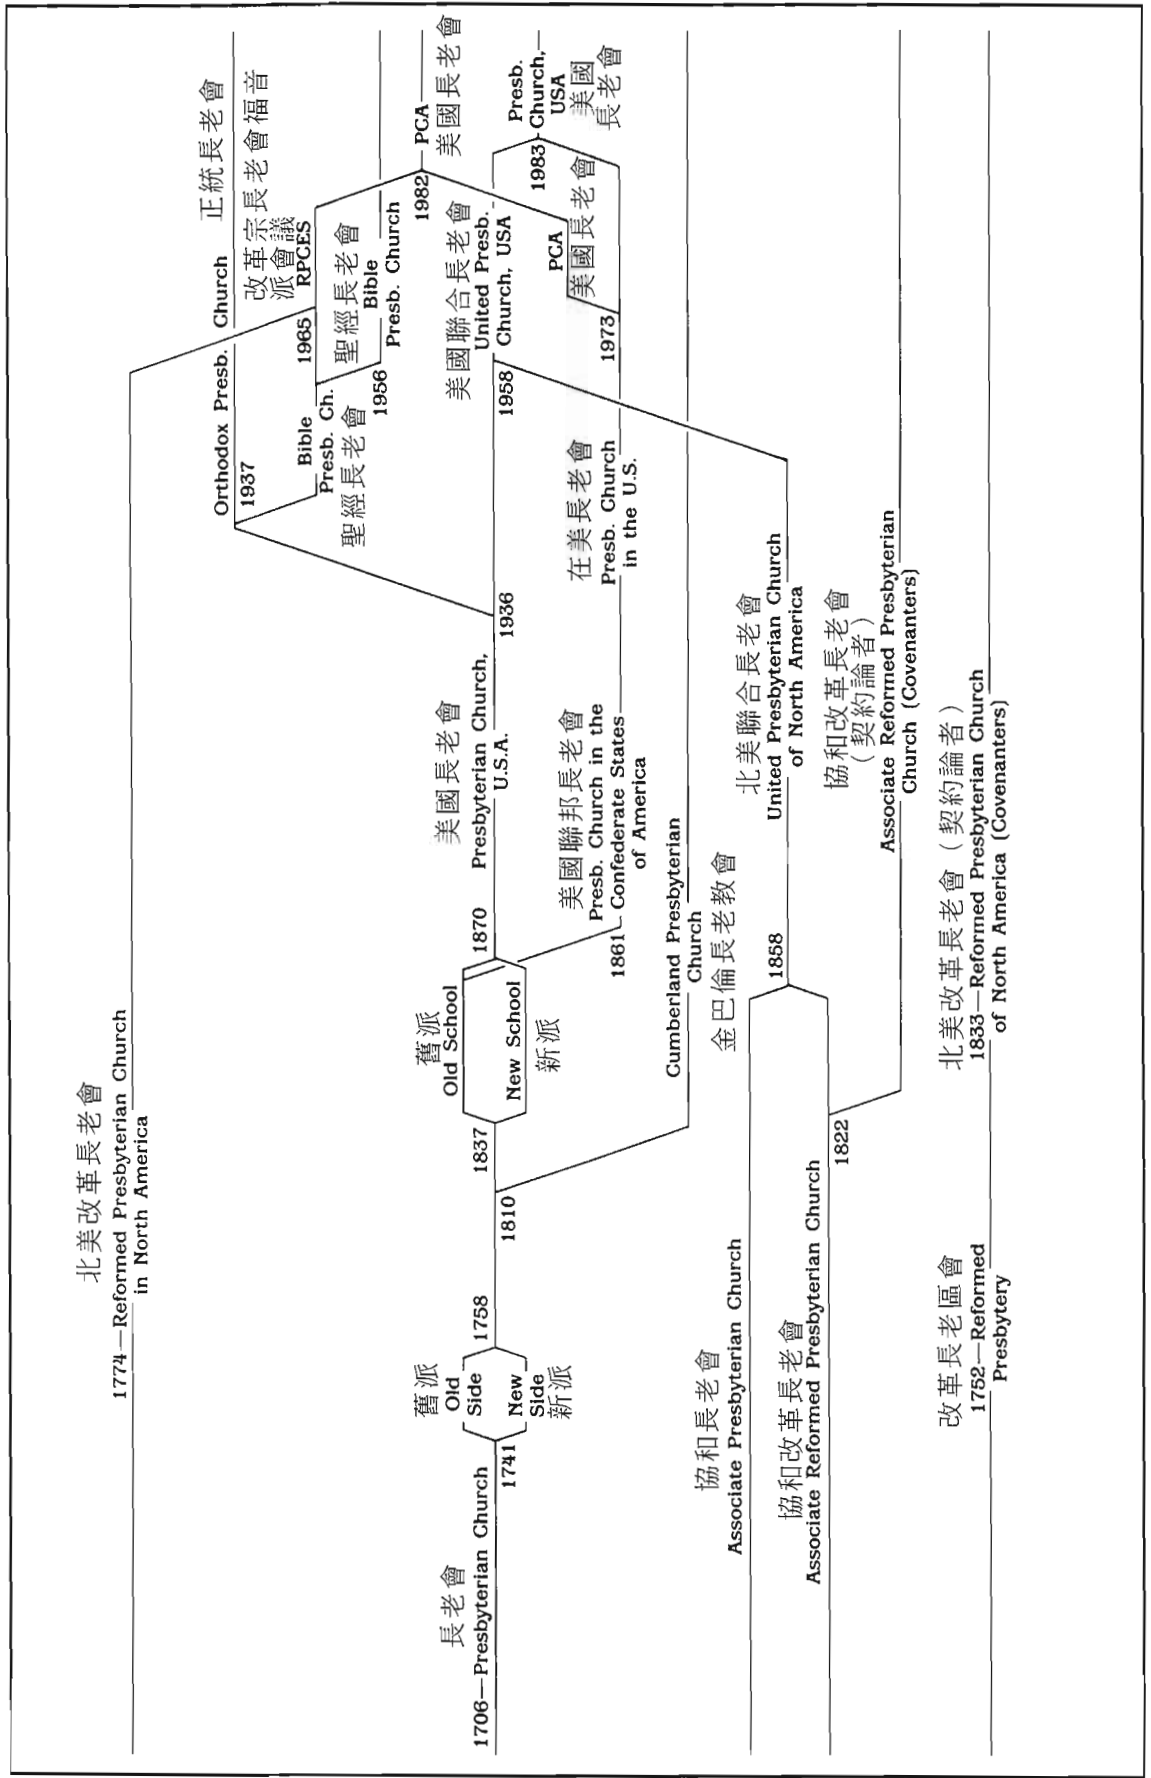 北美改革長老會
1774—Reformed Presbyterian Church
in North America
正統長老會
Orthodox Presb. Church
1937
改革宗長老會福音
派會議
RPCES
1965
Bible
Presb. Ch.
聖經長老會
聖經長老會
Bible
Presb. Church
1956
1982
PCA
美國長老會
舊派
Old
Side
1758
New
Side
新派
長老會
1706—Presbyterian Church
1741
1810
舊派
Old School
1837
1870
New School
新派
美國長老會
Presbyterian Church,
U.S.A.
1936
美國聯合長老會
United Presb.
Church, USA
1958
1983
Presb.
Church,
USA
美國
長老會
PCA
美國長老會
1973
美國聯邦長老會
Presb. Church in the
Confederate States
of America
1861
在美長老會
Presb. Church
in the U.S.
Cumberland Presbyterian
Church
金巴倫長老教會
協和長老會
Associate Presbyterian Church
1858
北美聯合長老會
United Presbyterian Church
of North America
協和改革長老會
Associate Reformed Presbyterian Church
1822
協和改革長老會
（契約論者）
Associate Reformed Presbyterian
Church (Covenanters)
改革長老區會
1752—Reformed
Presbytery
北美改革長老會（契約論者）
1833—Reformed Presbyterian Church
of North America (Covenanters)